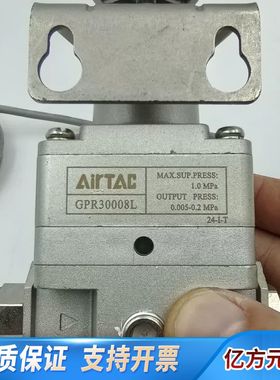 AiRTAC
GPR30008L
MAX.SUP.PRESS:
1.0 MPa
OUTPUT PRESS:
0.005-0.2 MPa
24-I-T
质保证 支持开票
亿方元